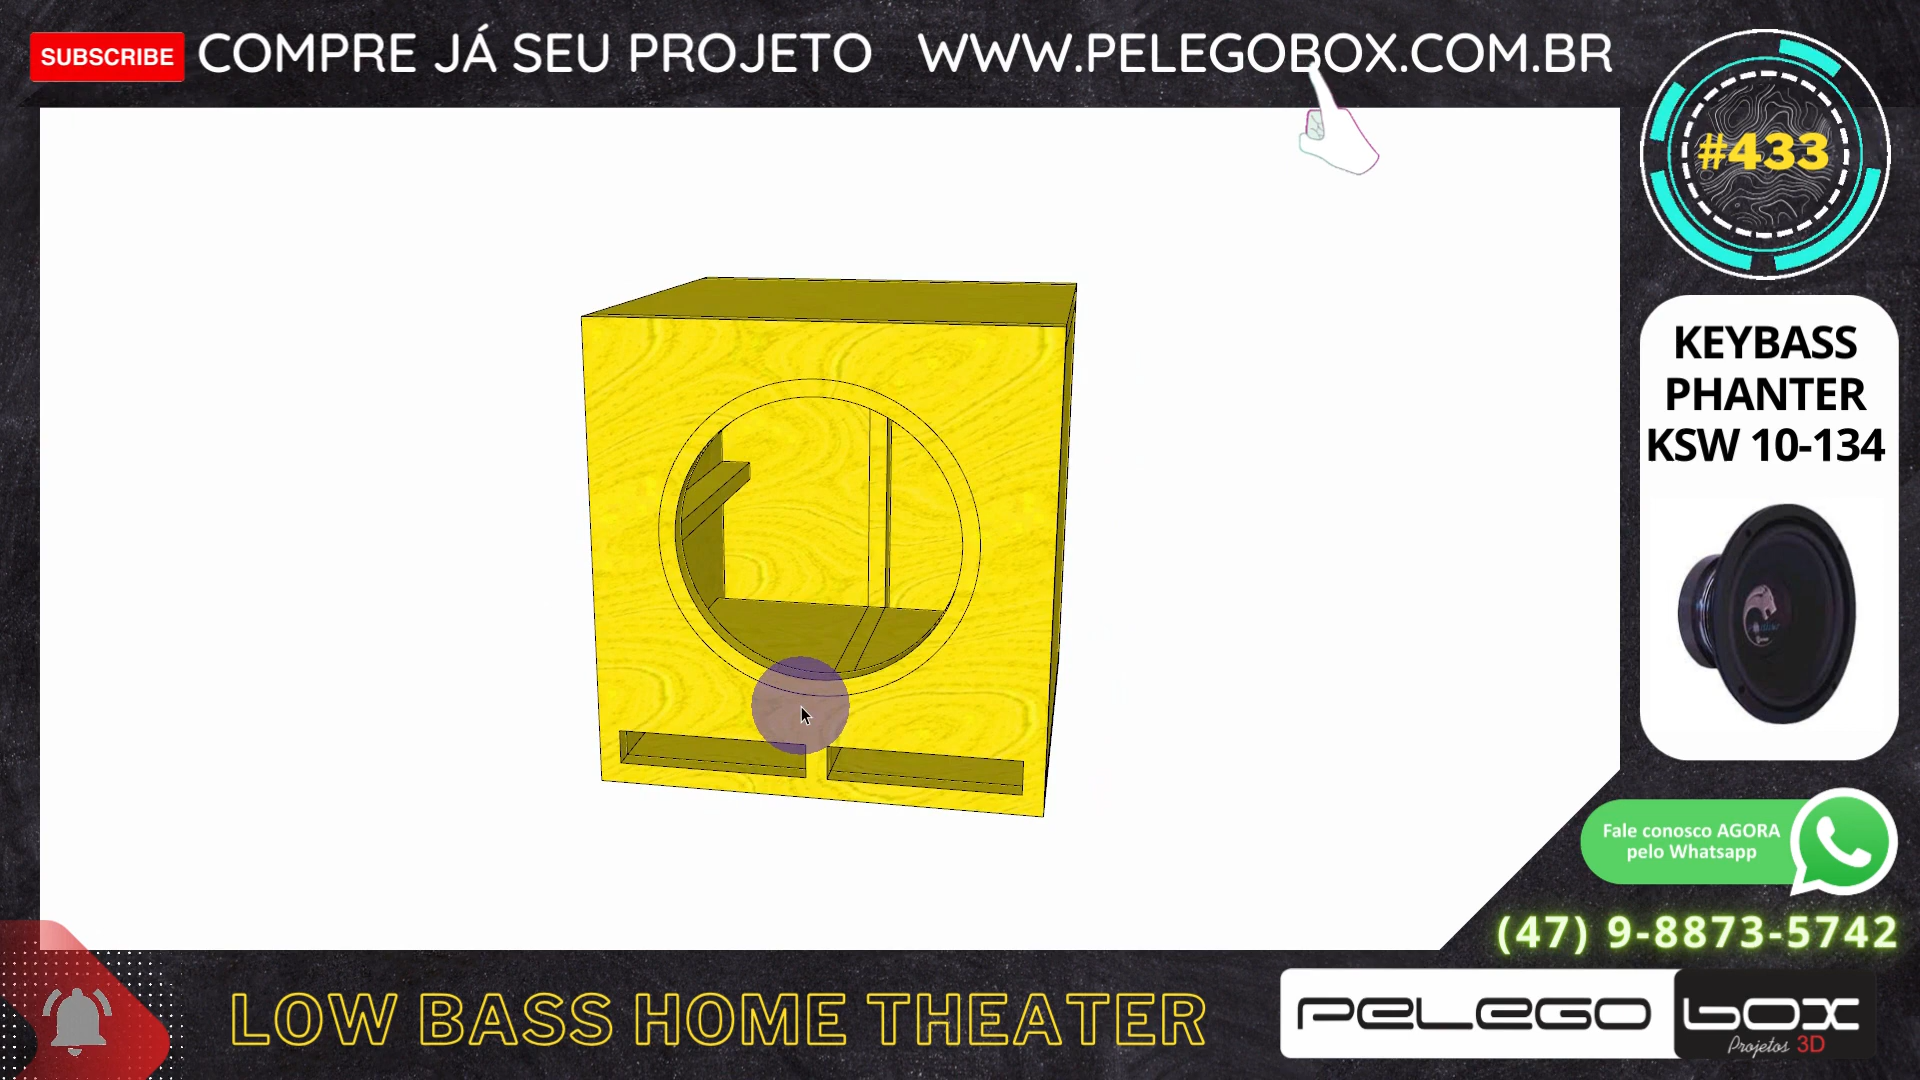 SUBSCRIBE
COMPRE JÁ SEU PROJETO WWW.PELEGOBOX.COM.BR
#433
KEYBASS
PHANTER
KSW 10-134
Fale conosco AGORA
pelo Whatsapp
(47) 9-8873-5742
LOW BASS HOME THEATER
PELEGO BOX
Projetos 3D